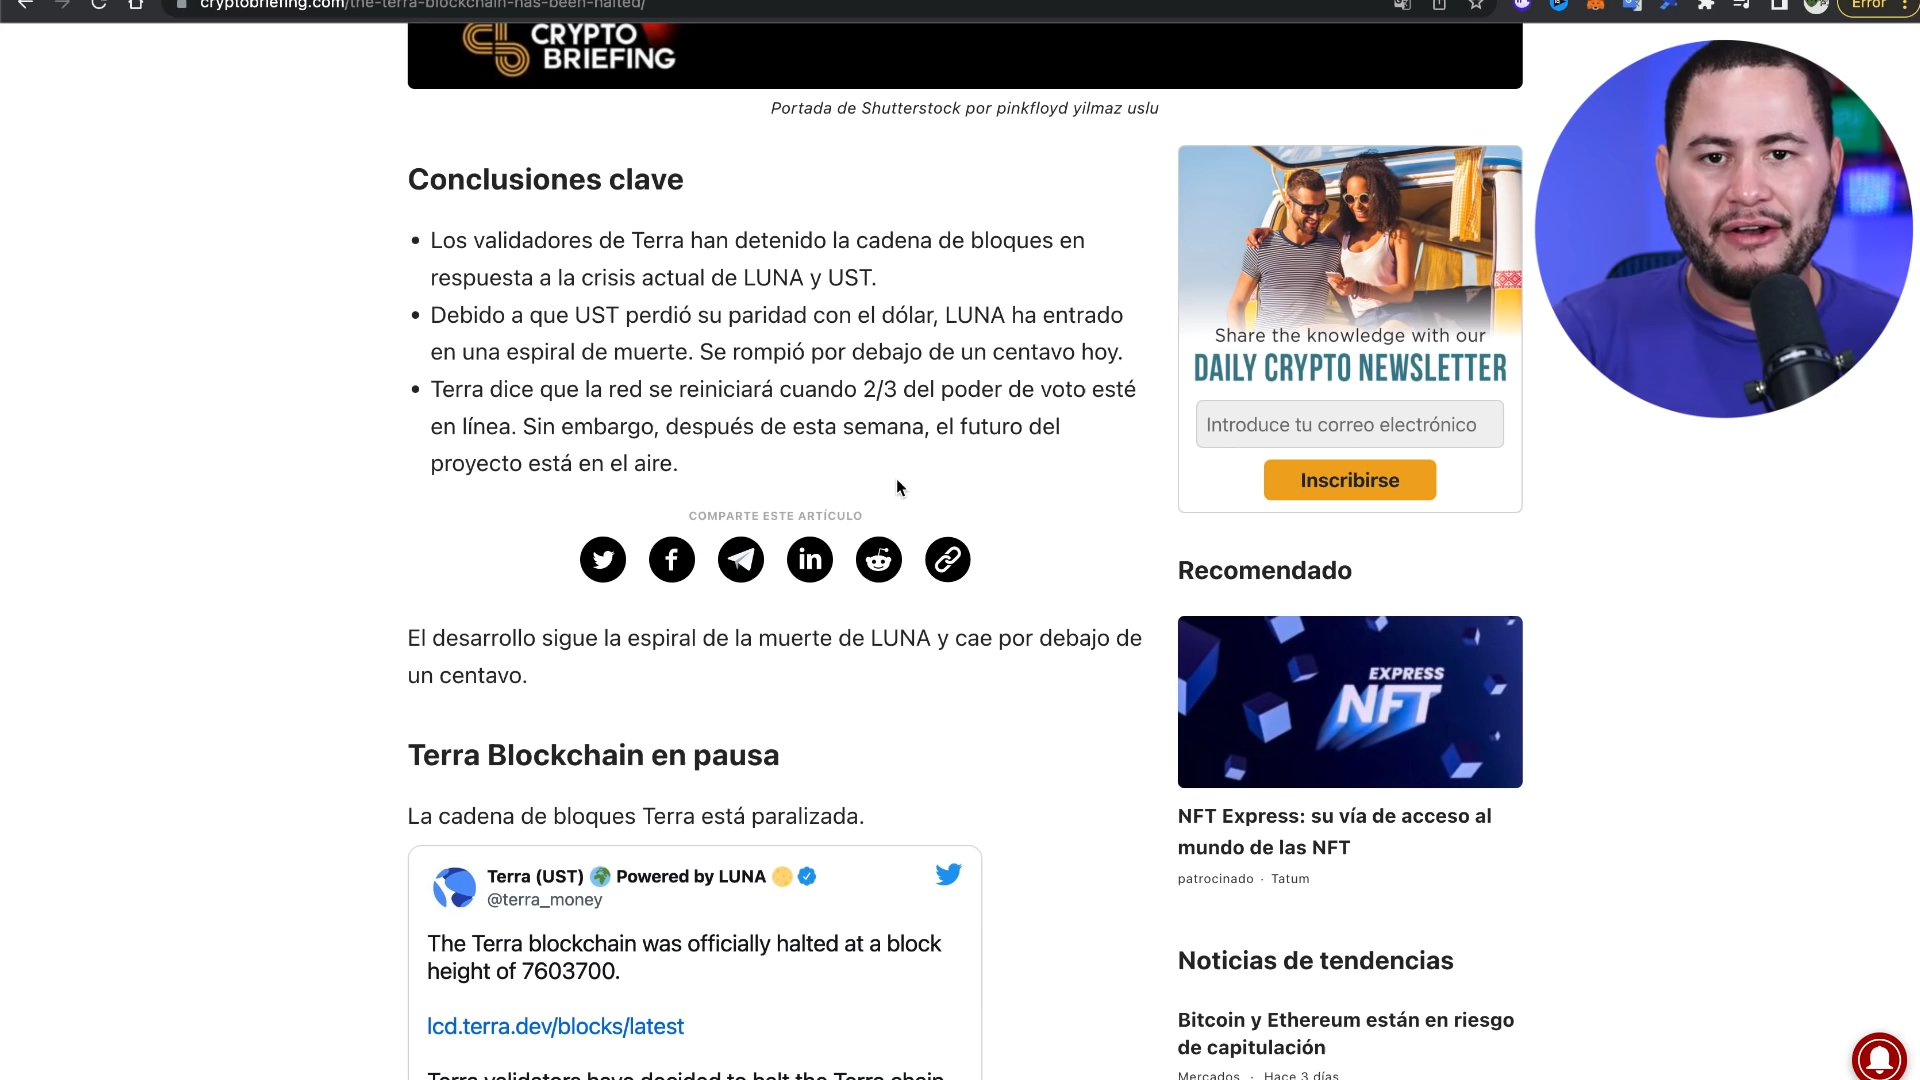 cryptobriefing.com/the-terra-blockchain-has-been-halted/
Error
CRYPTO
BRIEFING
Portada de Shutterstock por pinkfloyd yilmaz uslu
Conclusiones clave
• Los validadores de Terra han detenido la cadena de bloques en
respuesta a la crisis actual de LUNA y UST.
• Debido a que UST perdió su paridad con el dólar, LUNA ha entrado
en una espiral de muerte. Se rompió por debajo de un centavo hoy.
• Terra dice que la red se reiniciará cuando 2/3 del poder de voto esté
en línea. Sin embargo, después de esta semana, el futuro del
proyecto está en el aire.
COMPARTE ESTE ARTÍCULO
El desarrollo sigue la espiral de la muerte de LUNA y cae por debajo de
un centavo.
Terra Blockchain en pausa
La cadena de bloques Terra está paralizada.
Terra (UST) 🌍 Powered by LUNA 🌕
@terra_money
The Terra blockchain was officially halted at a block
height of 7603700.
lcd.terra.dev/blocks/latest
Terra validators have decided to halt the Terra chain
Share the knowledge with our
DAILY CRYPTO NEWSLETTER
Introduce tu correo electrónico
Inscribirse
Recomendado
EXPRESS
NFT
NFT Express: su vía de acceso al
mundo de las NFT
patrocinado · Tatum
Noticias de tendencias
Bitcoin y Ethereum están en riesgo
de capitulación
Mercados · Hace 3 días